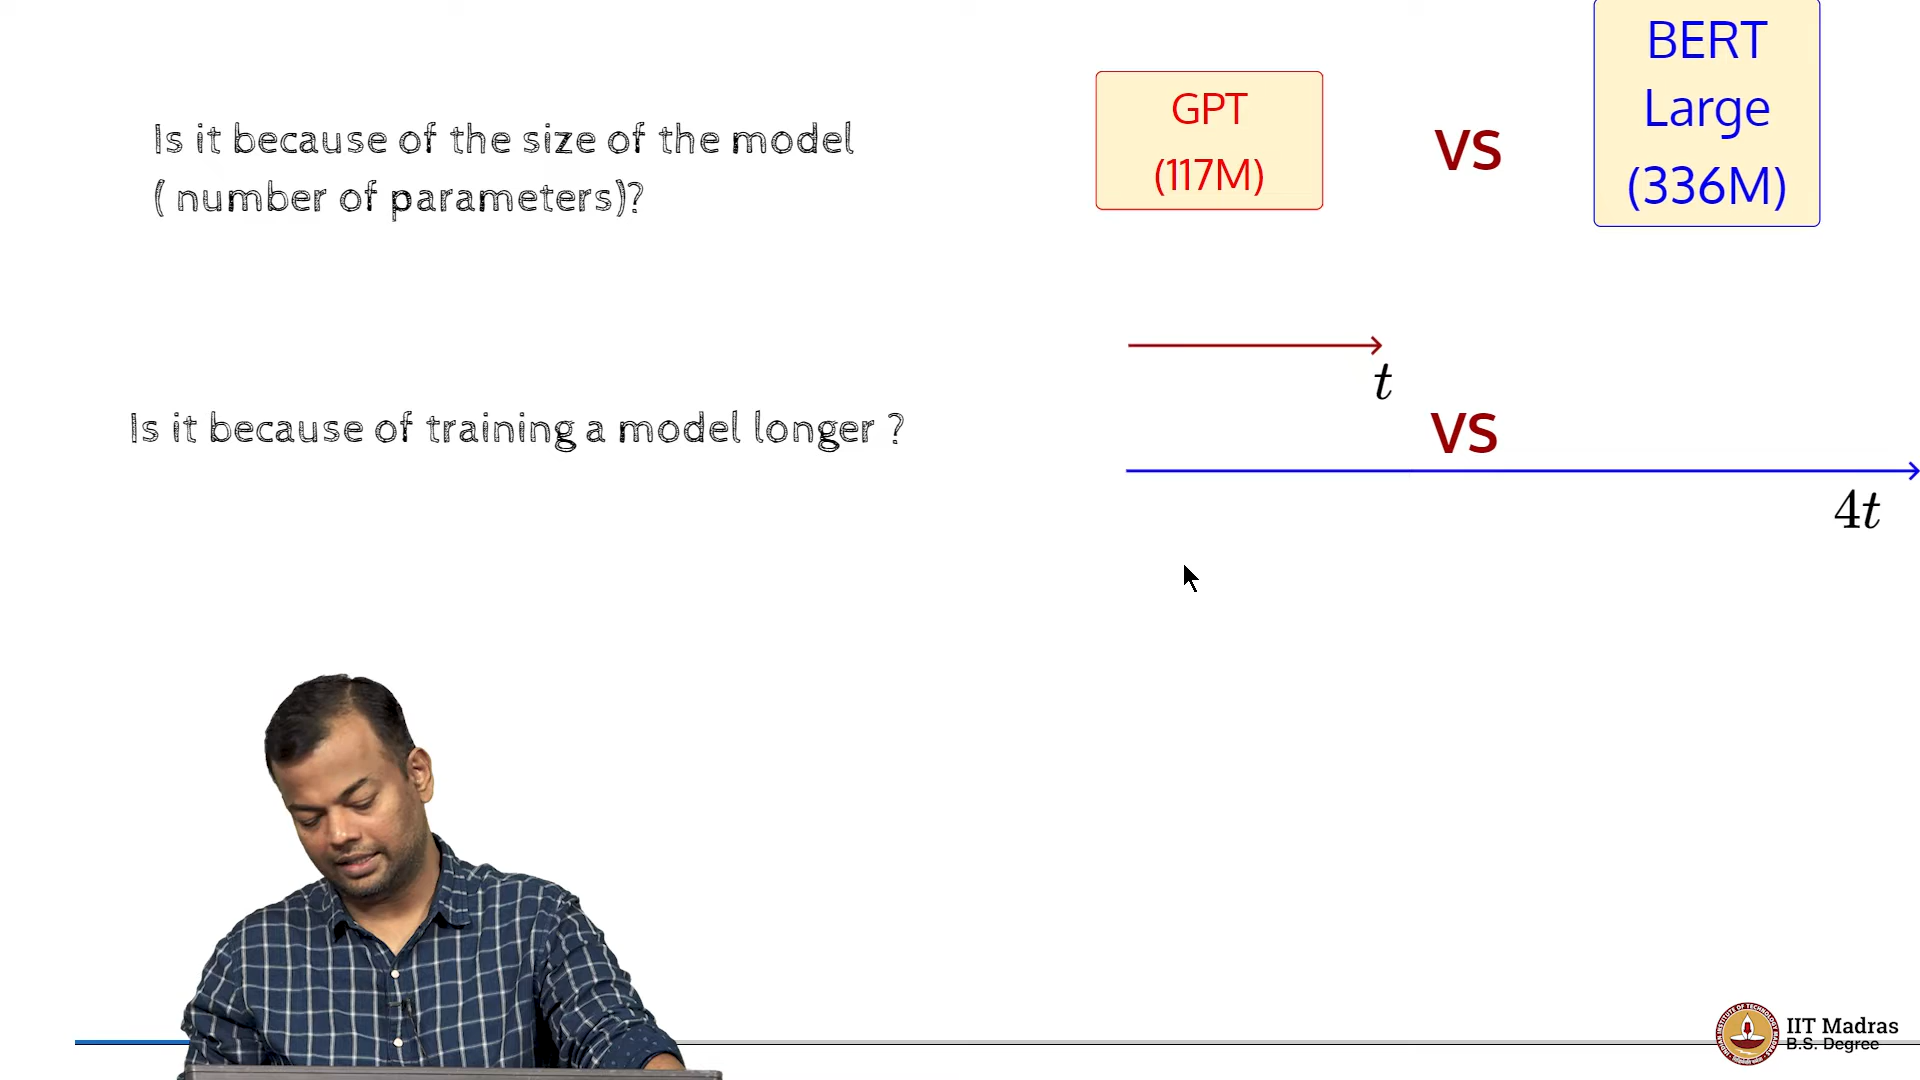 Is it because of the size of the model
( number of parameters)?
GPT
(117M)
VS
BERT
Large
(336M)
t
Is it because of training a model longer ?
VS
4t
IIT Madras
B.S. Degree